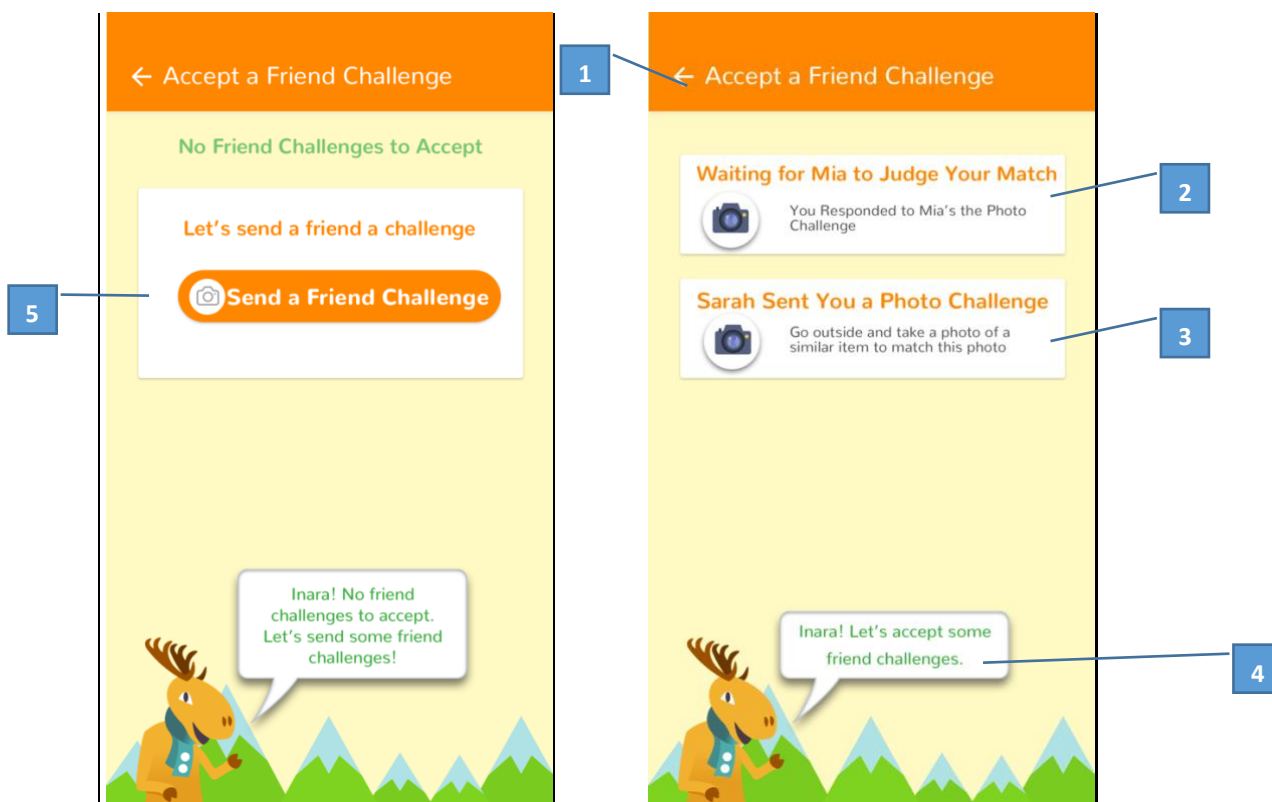 ← Accept a Friend Challenge
No Friend Challenges to Accept
Let's send a friend a challenge
Send a Friend Challenge
5
Inara! No friend
challenges to accept.
Let's send some friend
challenges!
1
← Accept a Friend Challenge
Waiting for Mia to Judge Your Match
You Responded to Mia's the Photo
Challenge
2
Sarah Sent You a Photo Challenge
Go outside and take a photo of a
similar item to match this photo
3
Inara! Let's accept some
friend challenges.
4